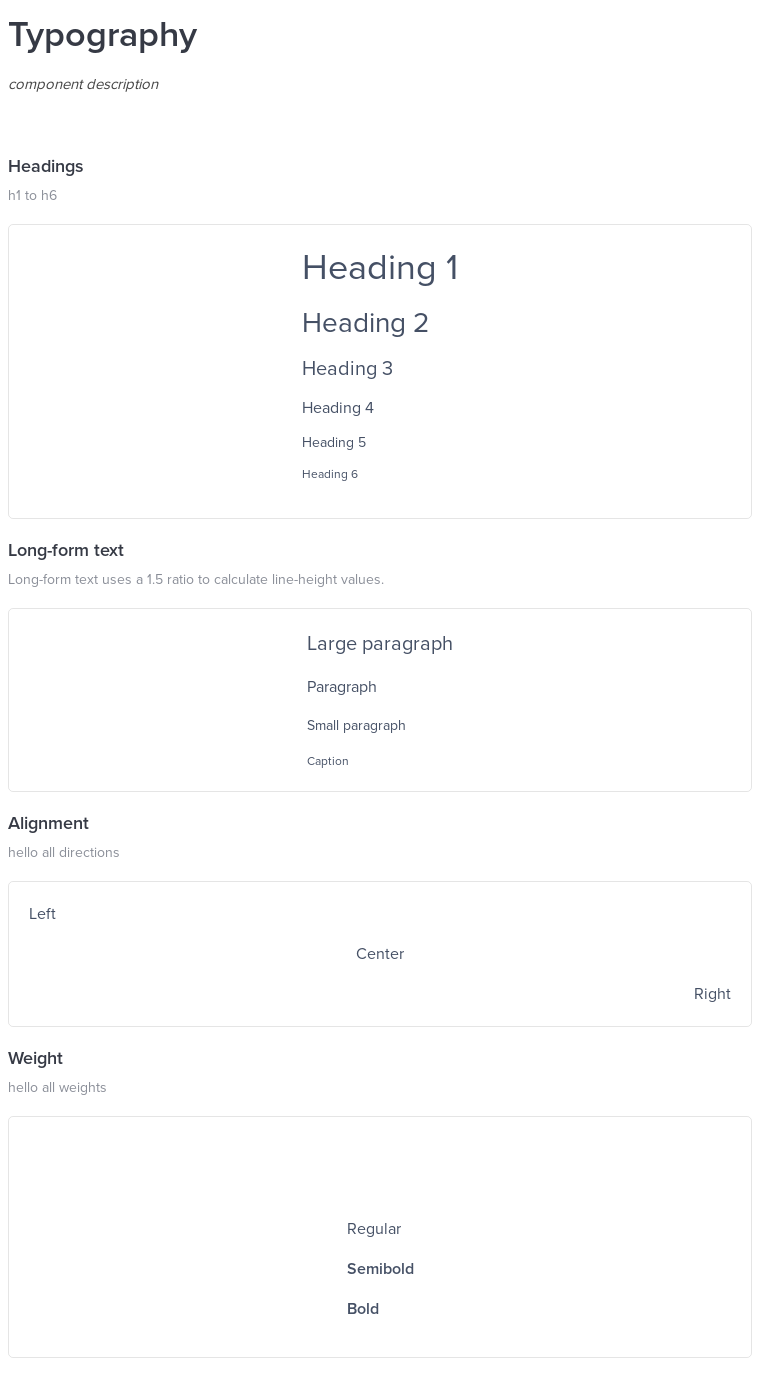 Typography
component description
Headings
h1 to h6
Heading 1
Heading 2
Heading 3
Heading 4
Heading 5
Heading 6
Long-form text
Long-form text uses a 1.5 ratio to calculate line-height values.
Large paragraph
Paragraph
Small paragraph
Caption
Alignment
hello all directions
Left
Center
Right
Weight
hello all weights
Regular
Semibold
Bold